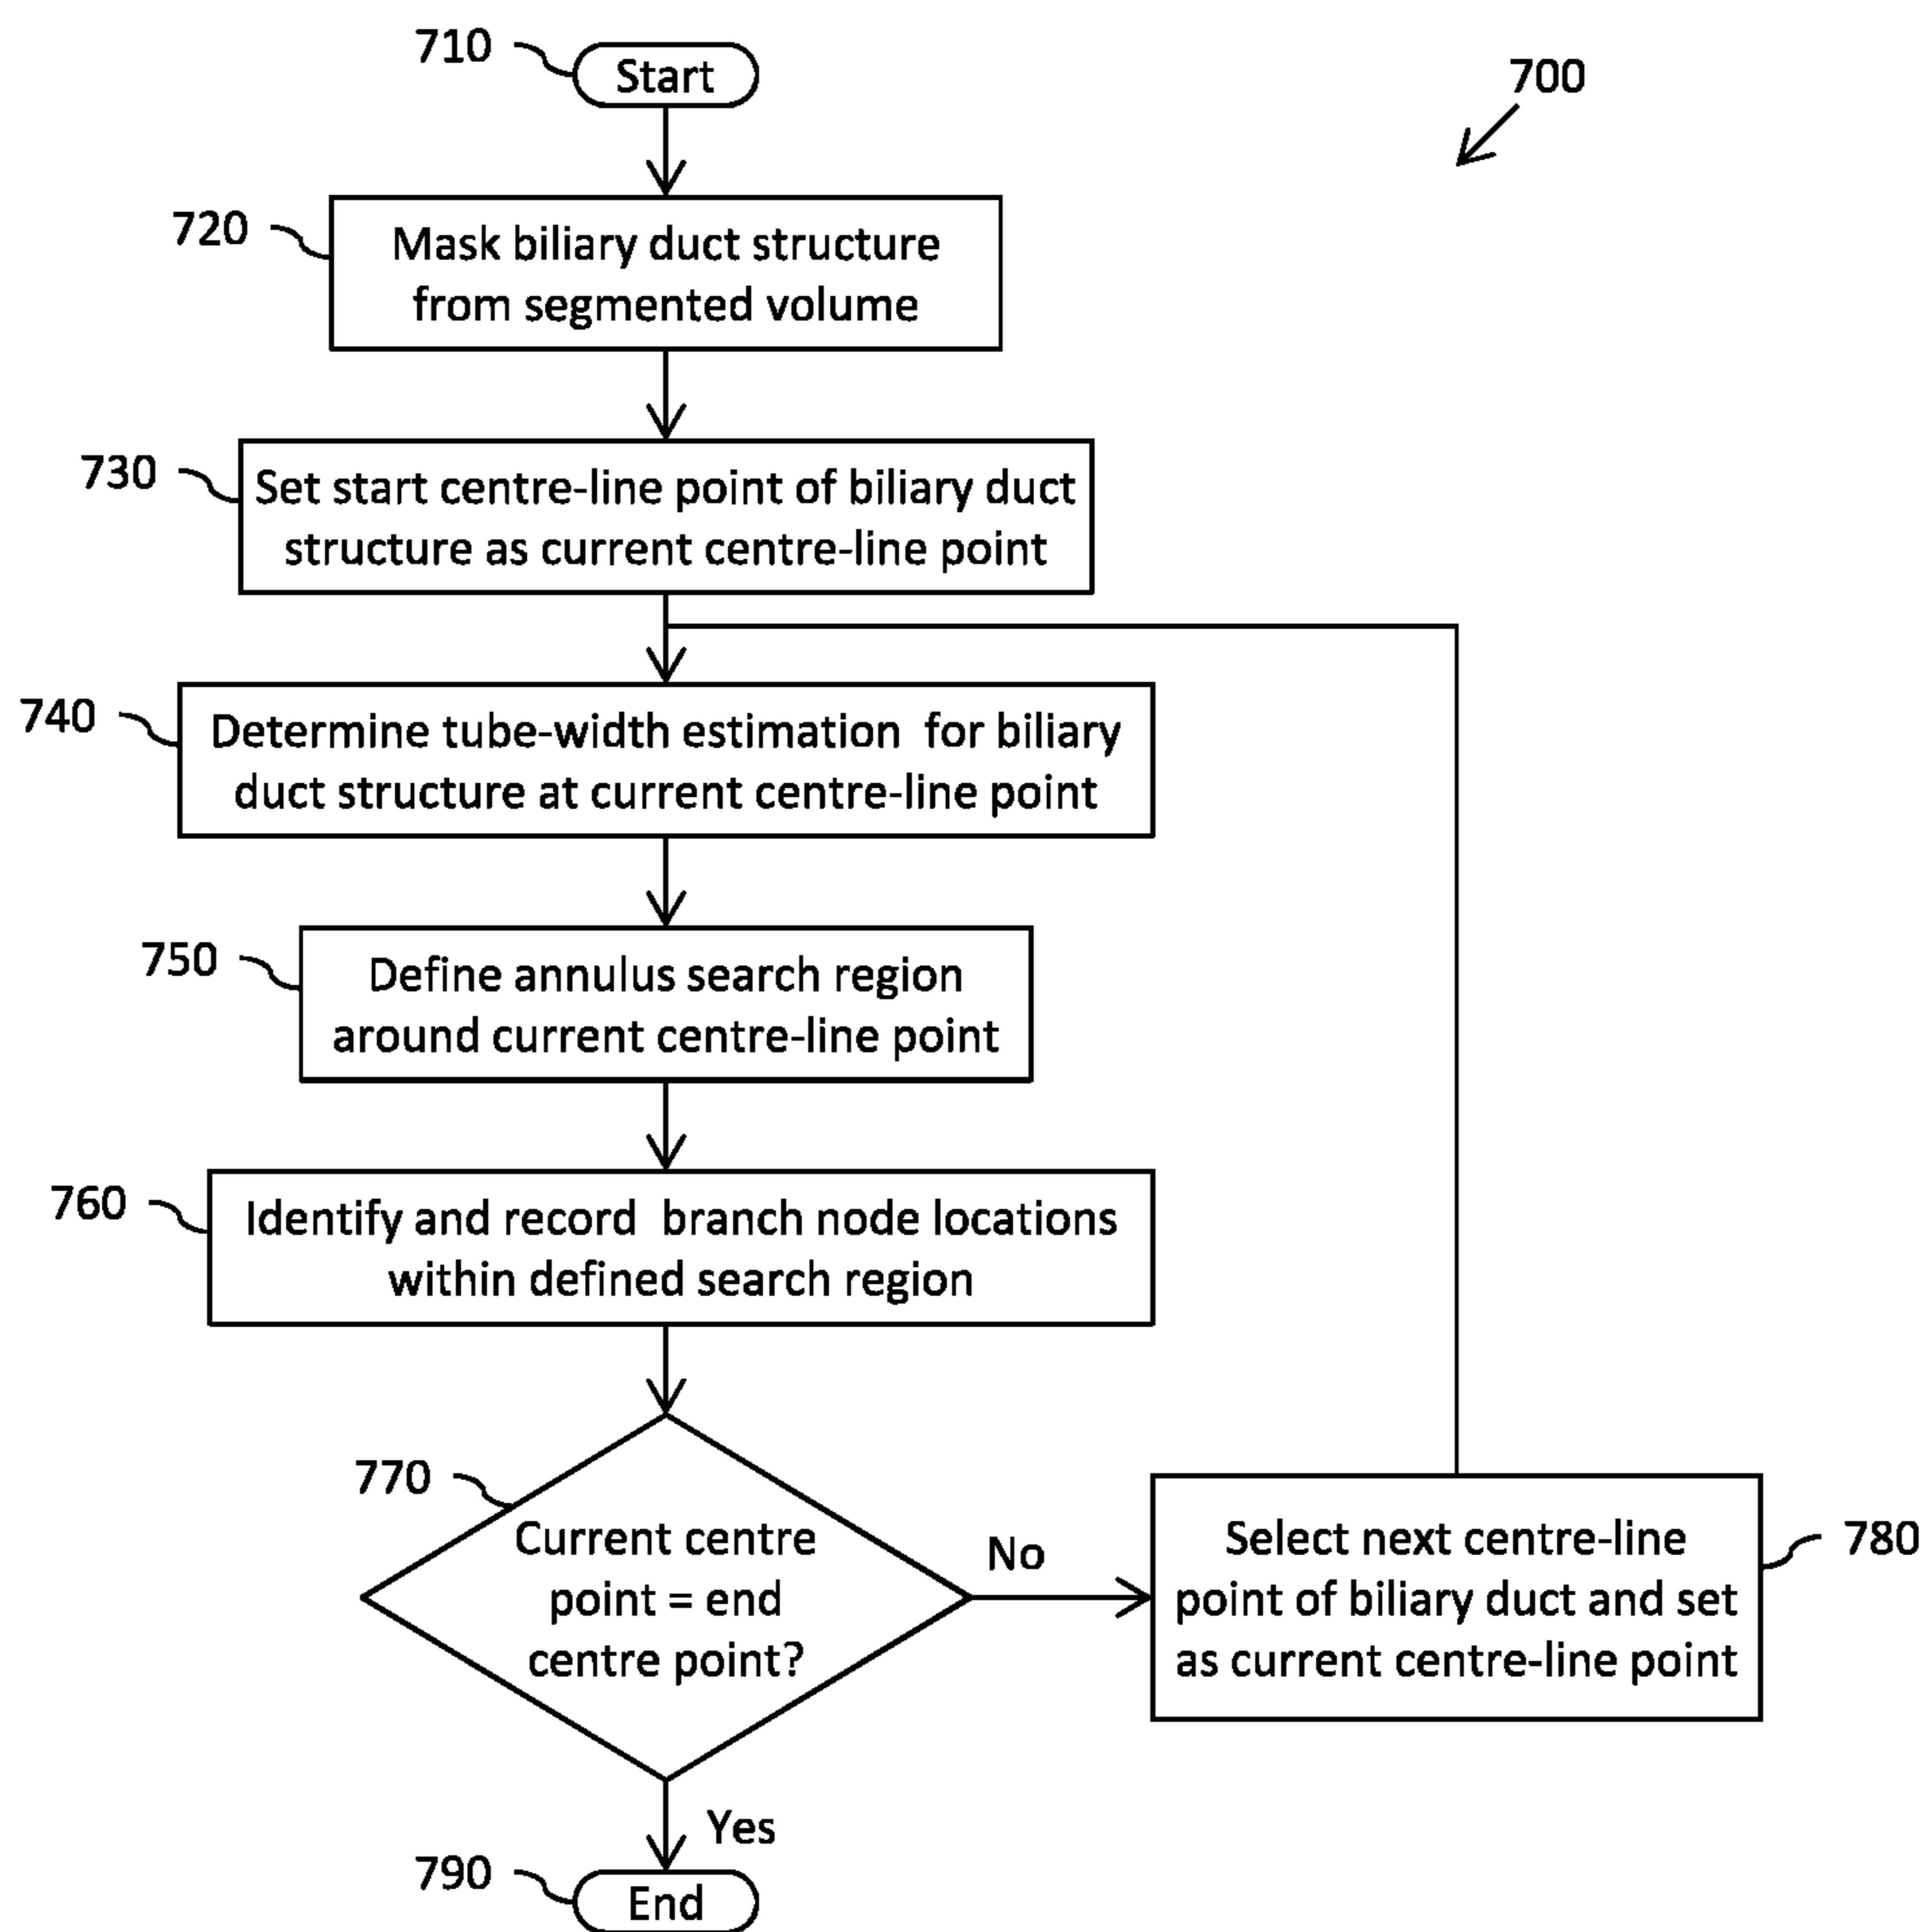 710
Start
700
720
Mask biliary duct structure
from segmented volume
730
Set start centre-line point of biliary duct
structure as current centre-line point
740
Determine tube-width estimation for biliary
duct structure at current centre-line point
750
Define annulus search region
around current centre-line point
760
Identify and record branch node locations
within defined search region
770
Current centre
point = end
centre point?
No
Select next centre-line
point of biliary duct and set
as current centre-line point
780
Yes
790
End